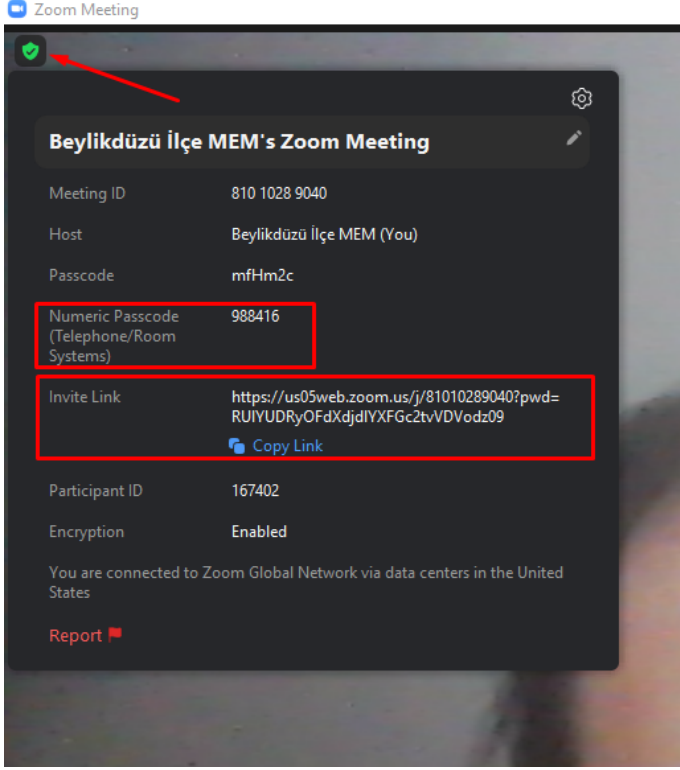 Zoom Meeting
Beylikdüzü İlçe MEM's Zoom Meeting
Meeting ID 810 1028 9040
Host Beylikdüzü İlçe MEM (You)
Passcode mfHm2c
Numeric Passcode 988416
(Telephone/Room
Systems)
Invite Link https://us05web.zoom.us/j/81010289040?pwd=
RUIYUDRyOFdXdjdIYXFGc2tvVDVodz09
Copy Link
Participant ID 167402
Encryption Enabled
You are connected to Zoom Global Network via data centers in the United
States
Report